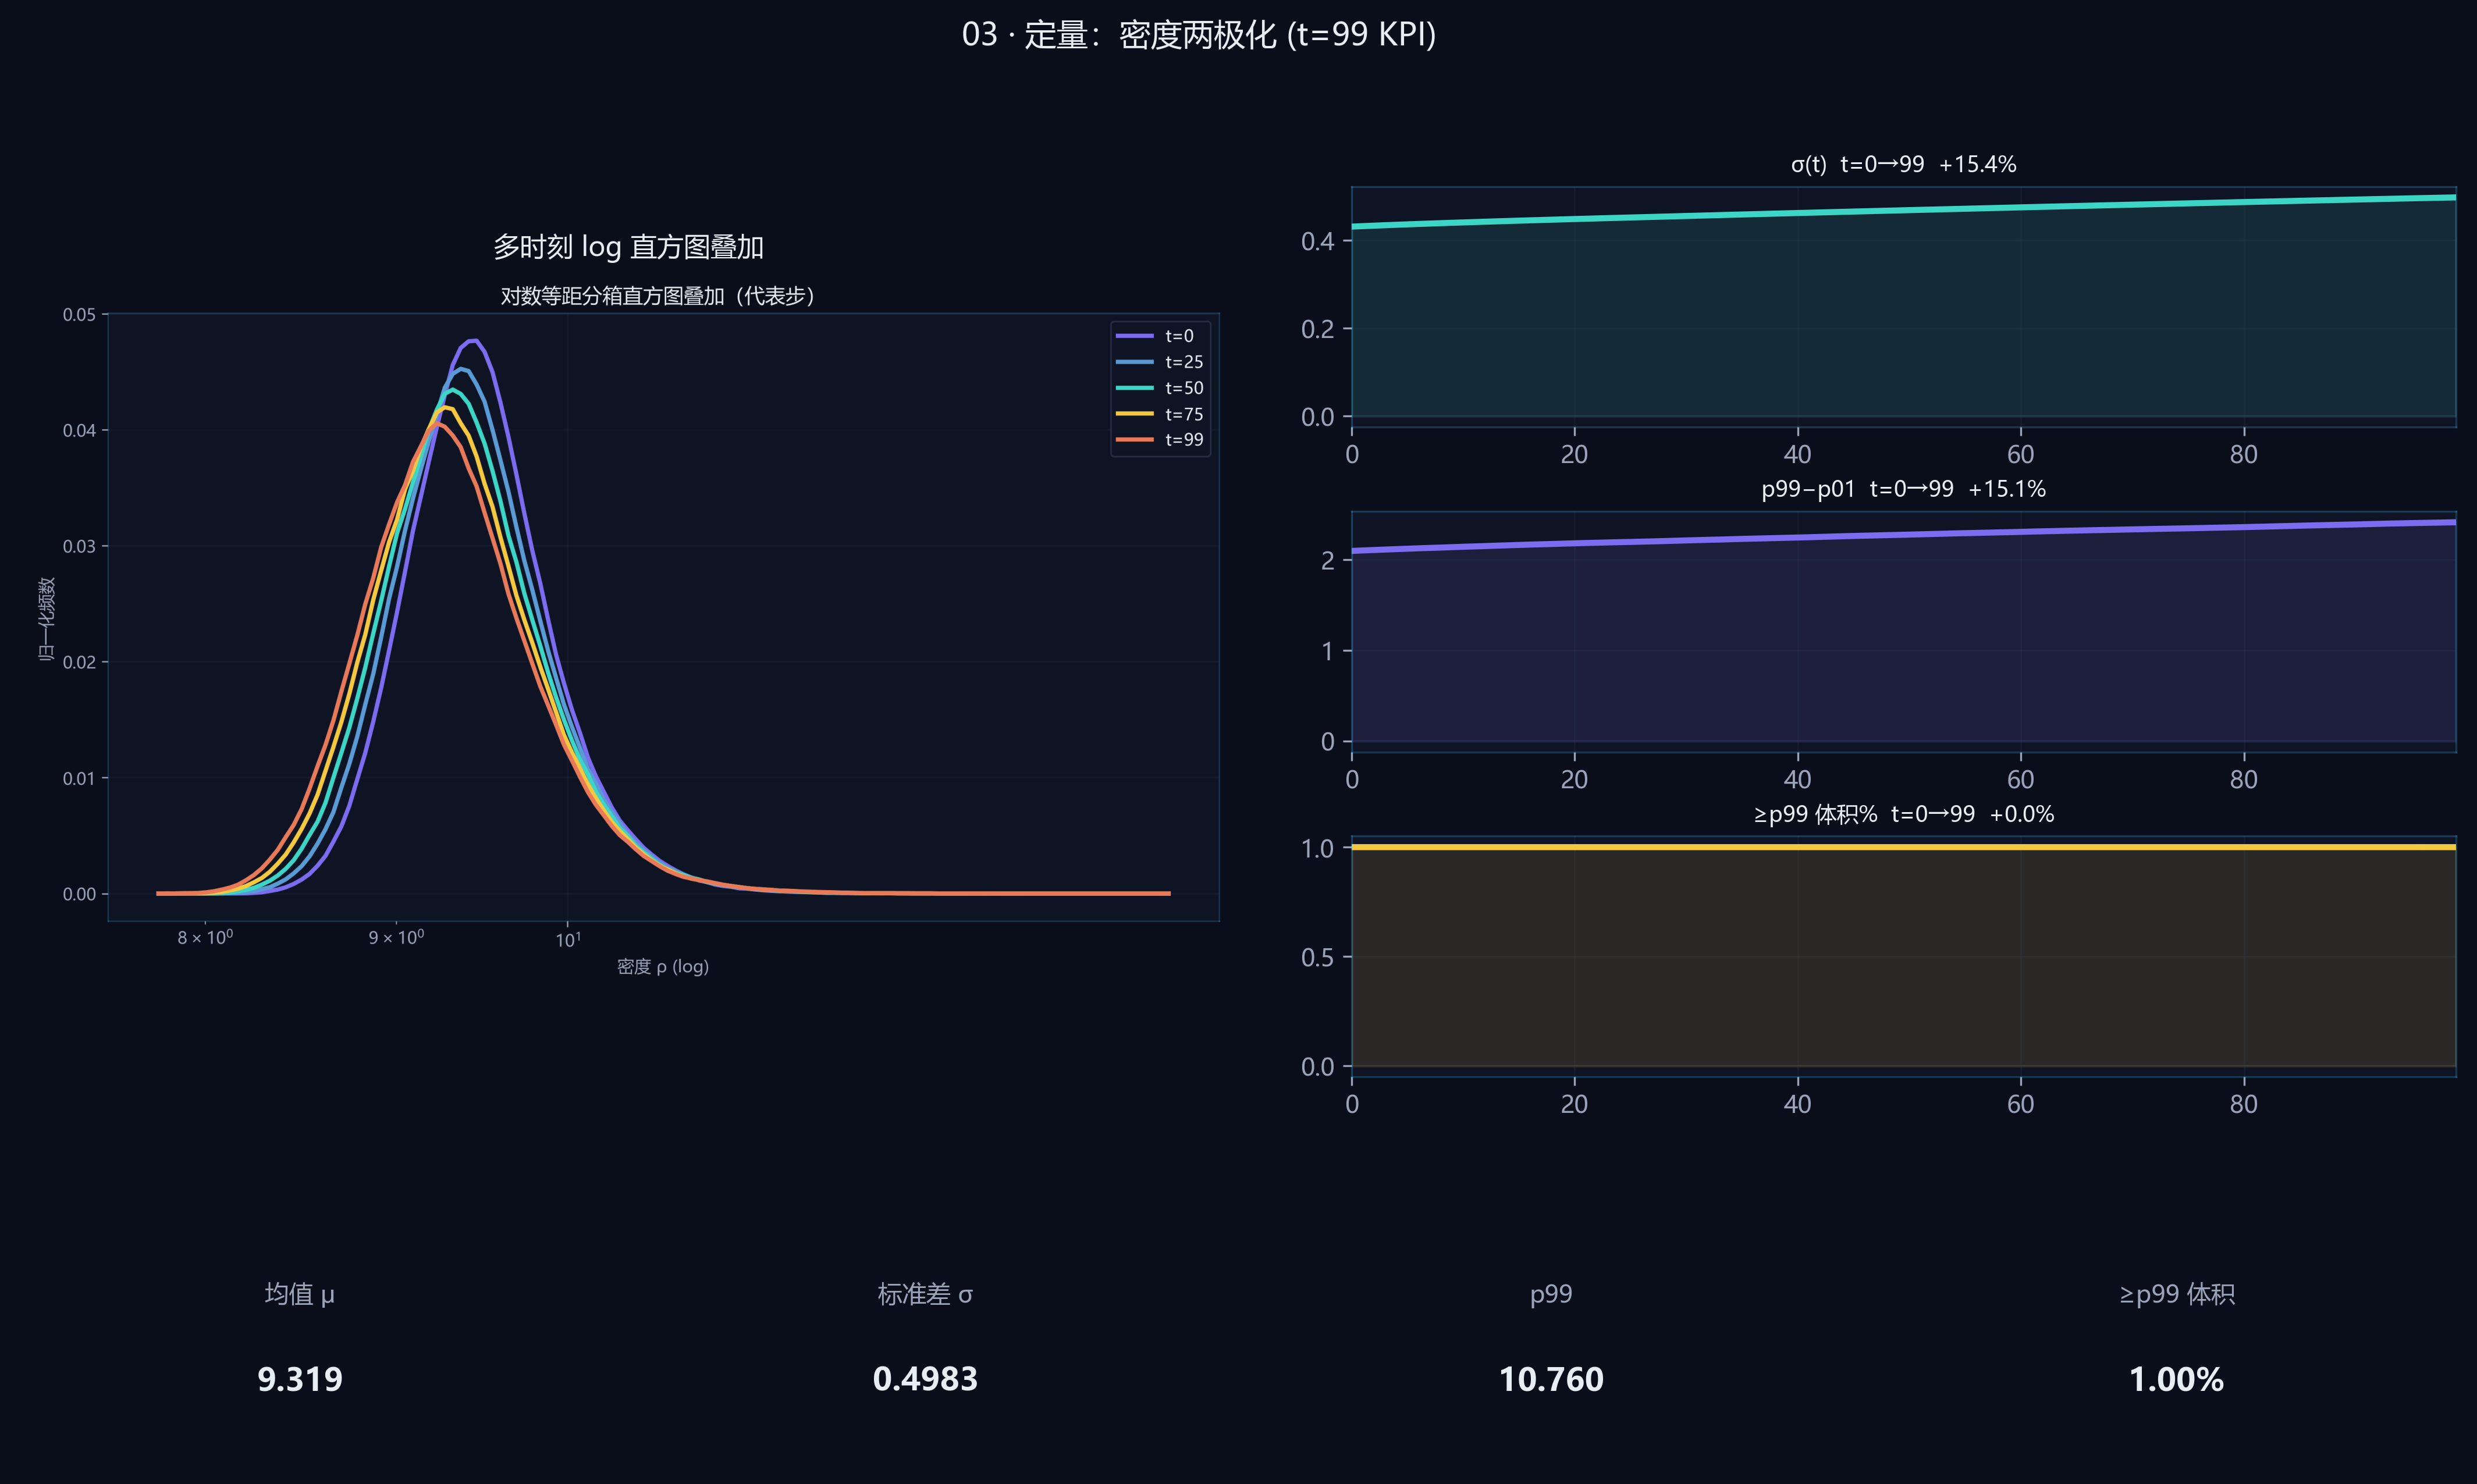 03 · 定量：密度两极化 (t=99 KPI)
多时刻 log 直方图叠加
对数等距分箱直方图叠加（代表步）
0.05
0.04
0.03
0.02
0.01
0.00
归一化频数
t=0
t=25
t=50
t=75
t=99
8 × 10⁰
9 × 10⁰
10¹
密度 ρ (log)
σ(t) t=0→99 +15.4%
0.4
0.2
0.0
0 20 40 60 80
p99−p01 t=0→99 +15.1%
2
1
0
0 20 40 60 80
≥p99 体积% t=0→99 +0.0%
1.0
0.5
0.0
0 20 40 60 80
均值 μ
9.319
标准差 σ
0.4983
p99
10.760
≥p99 体积
1.00%